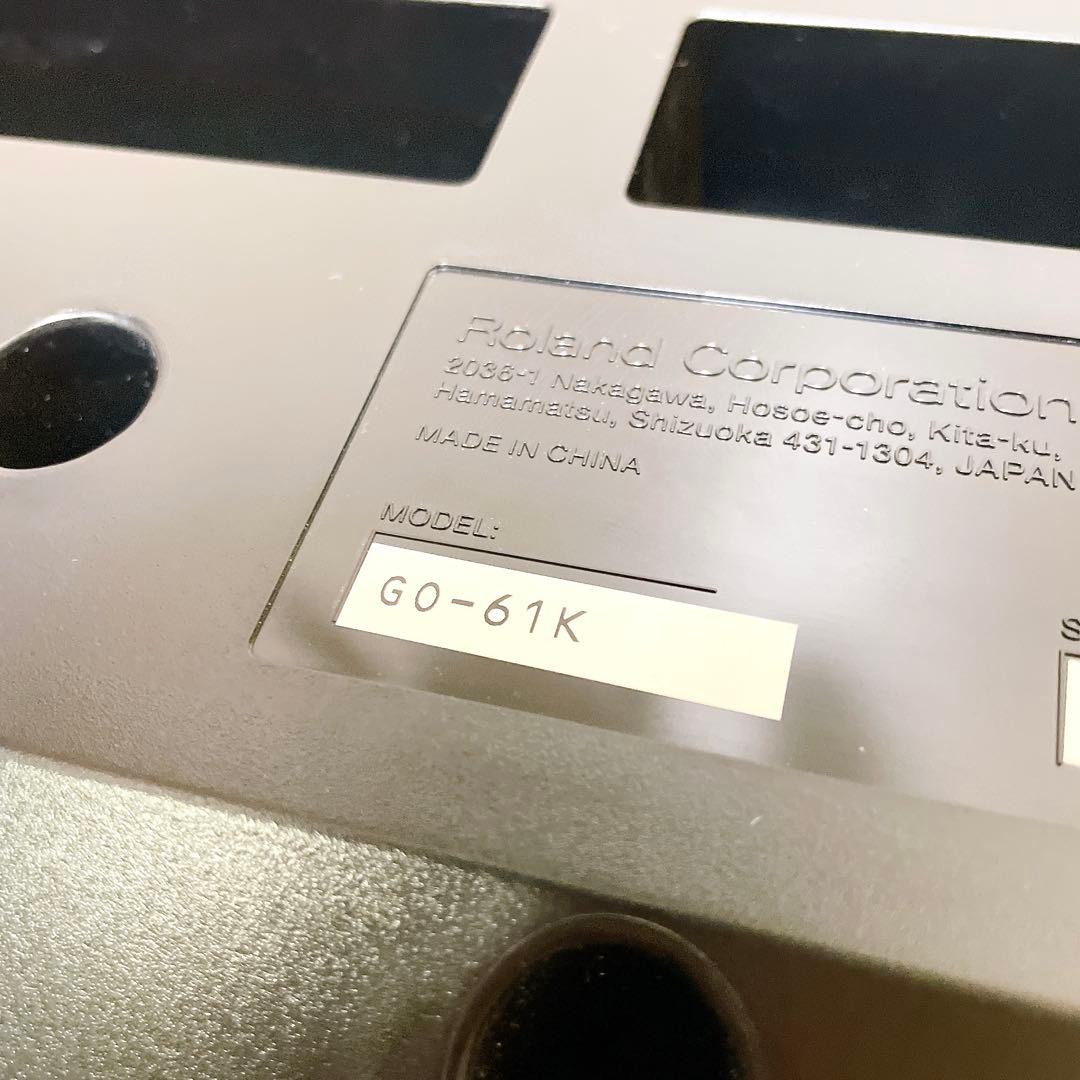 Roland Corporation
2036-1 Nakagawa, Hosoe-cho, Kita-ku,
Hamamatsu, Shizuoka 431-1304, JAPAN
MADE IN CHINA
MODEL:
GO-61K
S